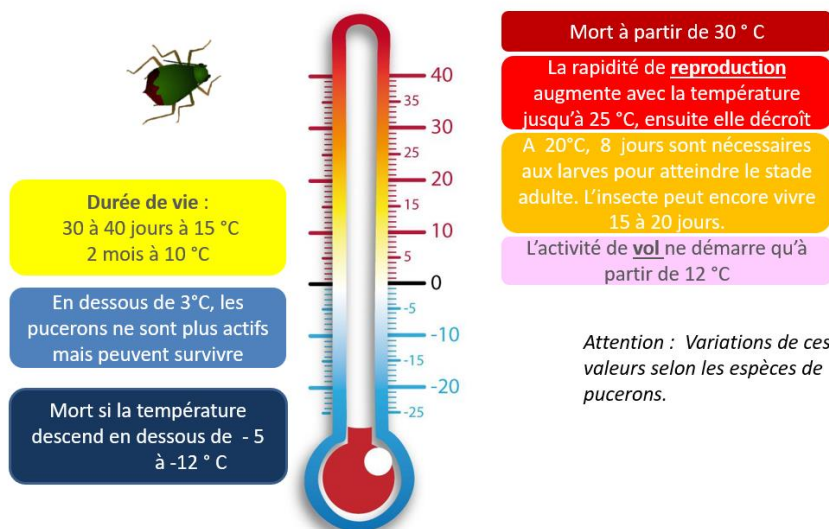 Mort à partir de 30 ° C
La rapidité de reproduction
augmente avec la température
jusqu'à 25 °C, ensuite elle décroît
A 20°C, 8 jours sont nécessaires
aux larves pour atteindre le stade
adulte. L'insecte peut encore vivre
15 à 20 jours.
L'activité de vol ne démarre qu'à
partir de 12 °C
Attention : Variations de ces
valeurs selon les espèces de
pucerons.
Durée de vie :
30 à 40 jours à 15 °C
2 mois à 10 °C
En dessous de 3°C, les
pucerons ne sont plus actifs
mais peuvent survivre
Mort si la température
descend en dessous de - 5
à -12 ° C
40
35
30
25
20
15
10
5
0
-5
-10
-15
-20
-25